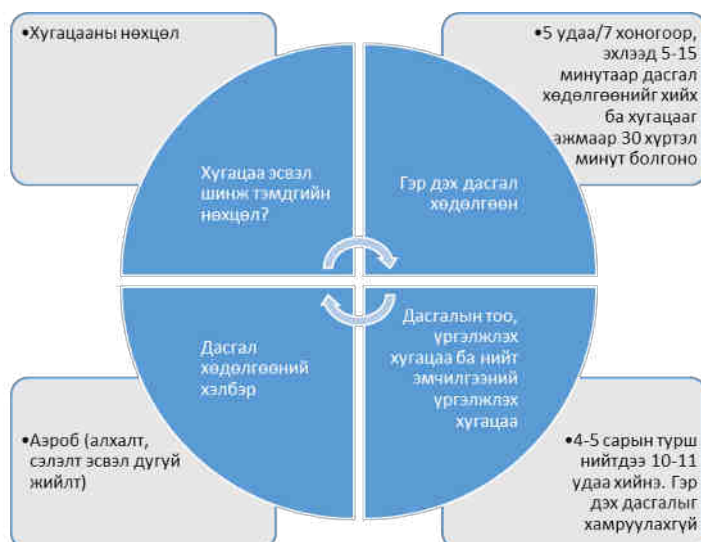 •Хугацааны нөхцөл
•5 удаа/7 хоногоор,
эхлээд 5-15
минутаар дасгал
хөдөлгөөнийг хийх
ба хугацааг
ажмаар 30 хүртэл
минут болгоно
Хугацаа эсвэл
шинж тэмдгийн
нөхцөл?
Гэр дэх дасгал
хөдөлгөөн
Дасгал
хөдөлгөөний
хэлбэр
Дасгалын тоо,
үргэлжлэх
хугацаа ба нийт
эмчилгээний
үргэлжлэх
хугацаа
•Аэроб (алхалт,
сэлэлт эсвэл дугуй
жийлт)
•4-5 сарын турш
нийтдээ 10-11
удаа хийнэ. Гэр
дэх дасгалыг
хамруулахгүй